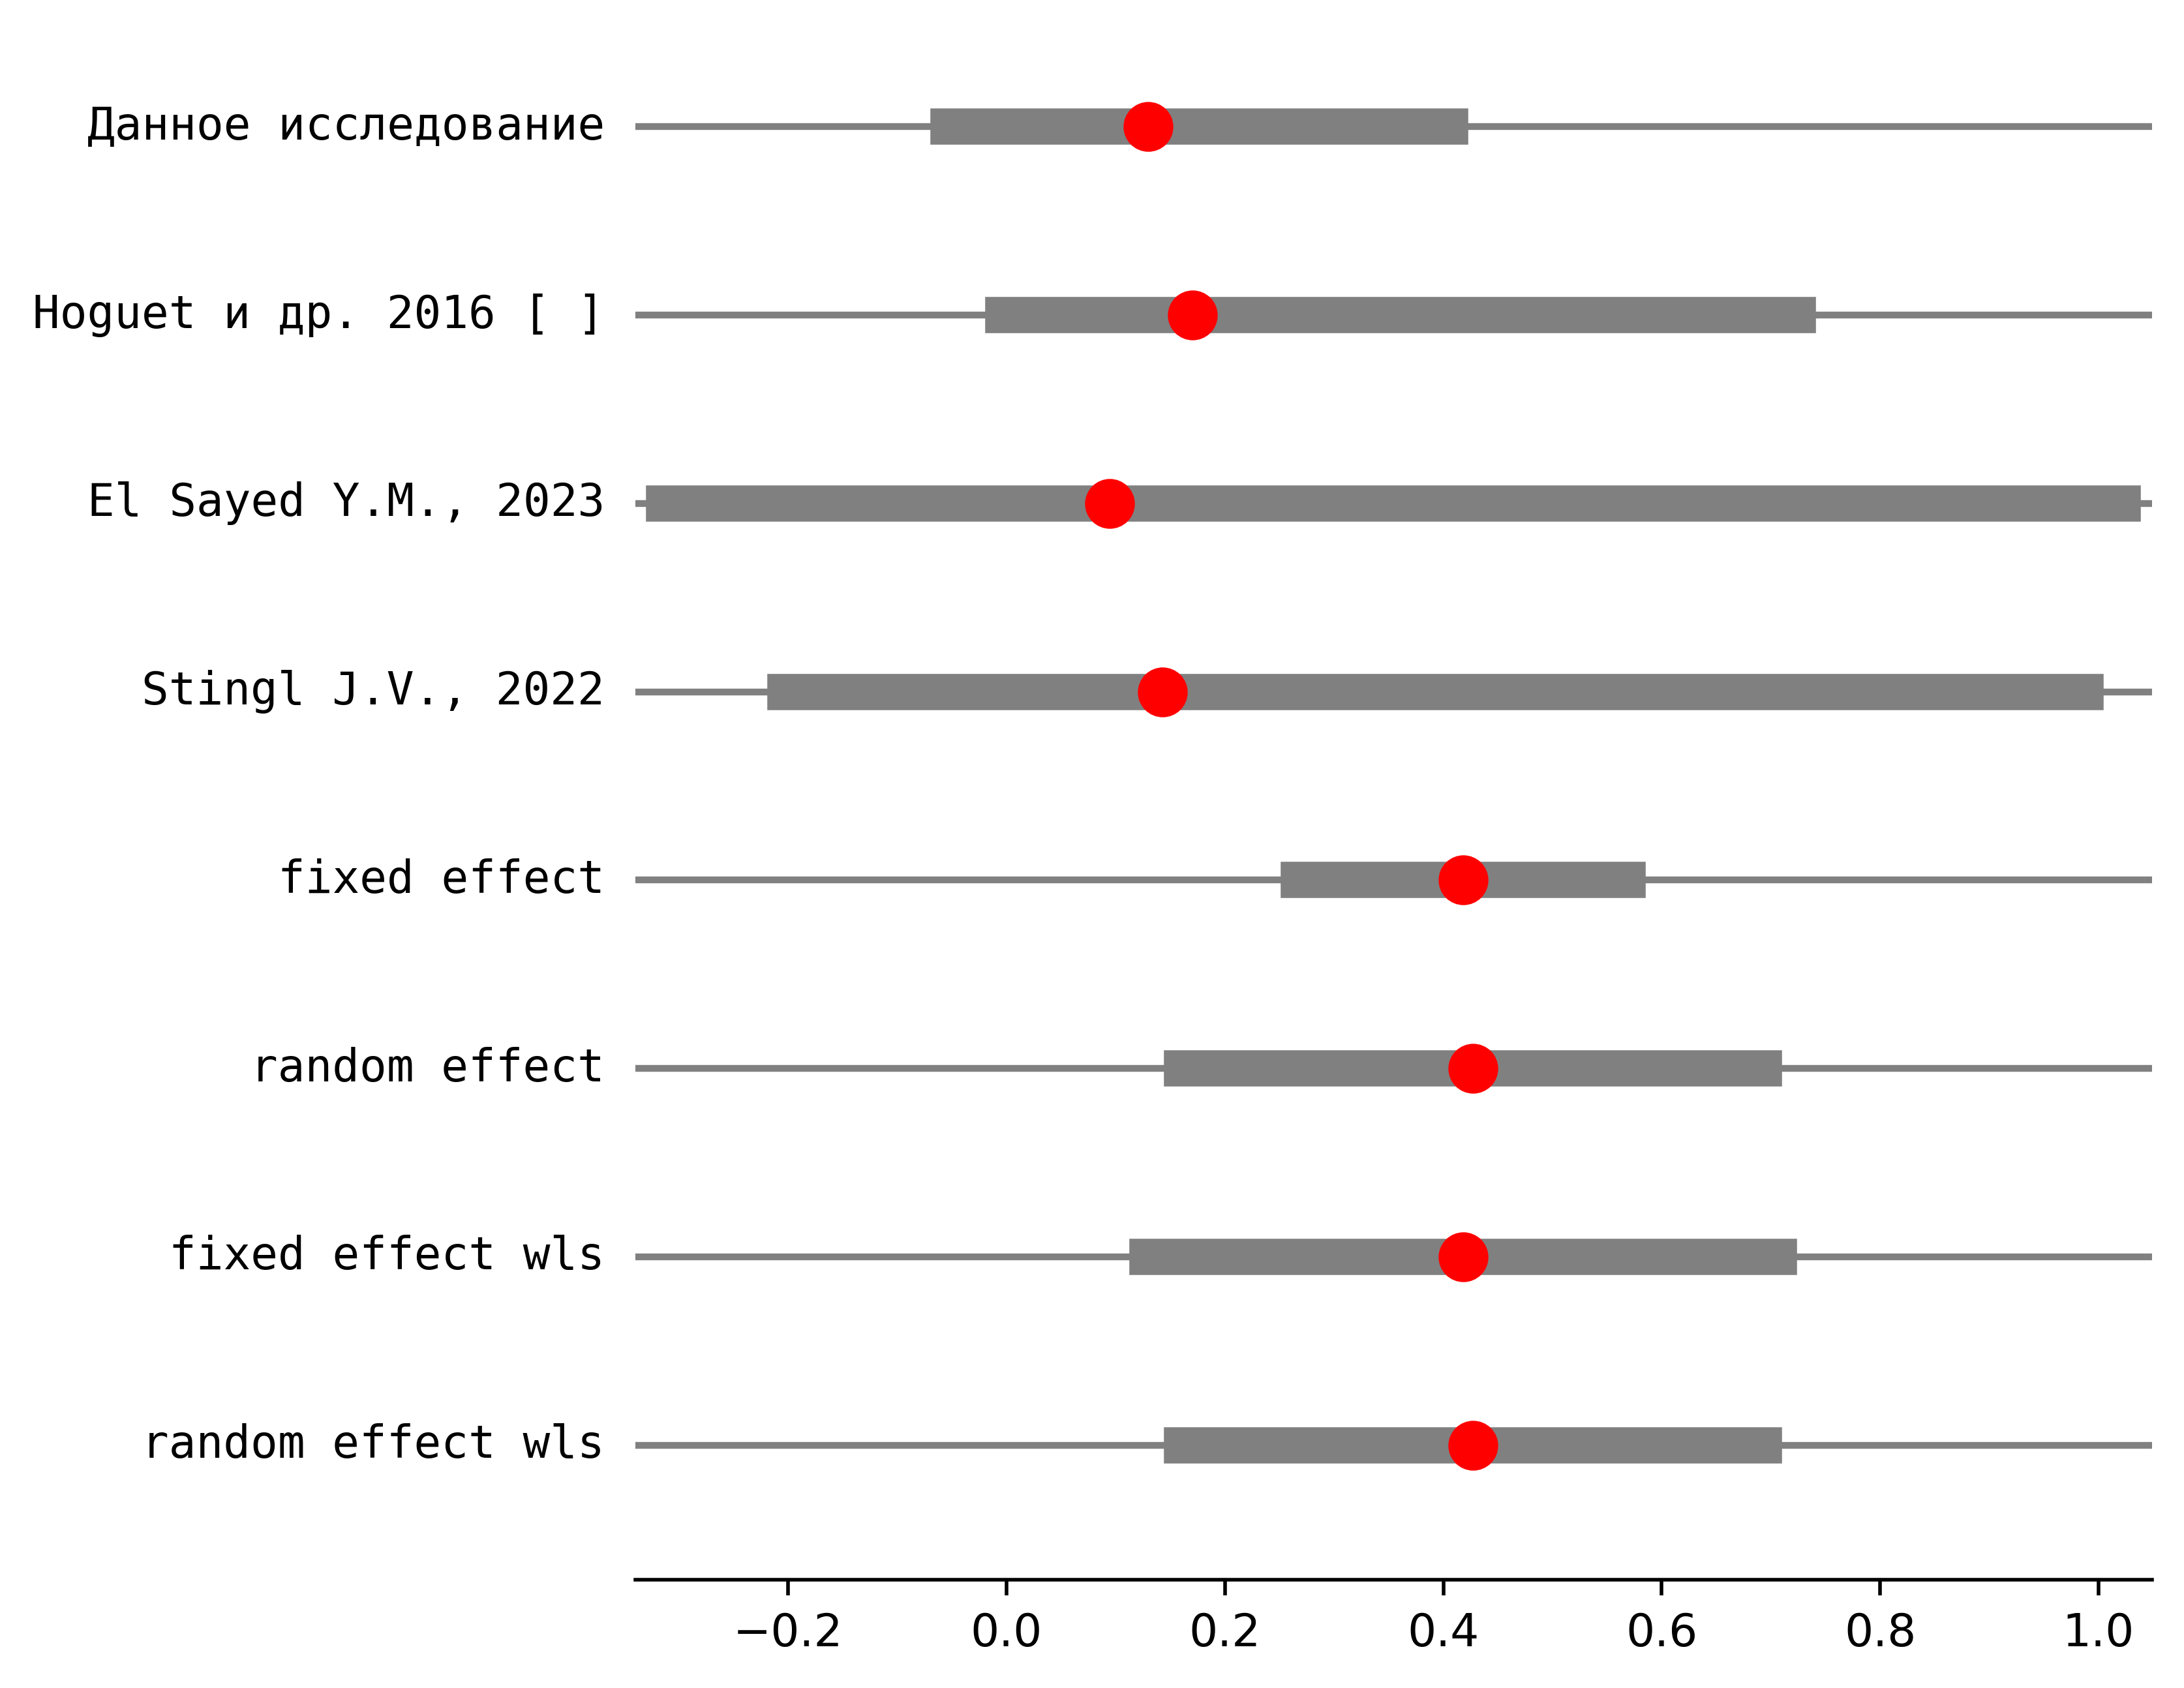 Данное исследование
Hoguet и др. 2016 [ ]
El Sayed Y.M., 2023
Stingl J.V., 2022
fixed effect
random effect
fixed effect wls
random effect wls
−0.2 0.0 0.2 0.4 0.6 0.8 1.0